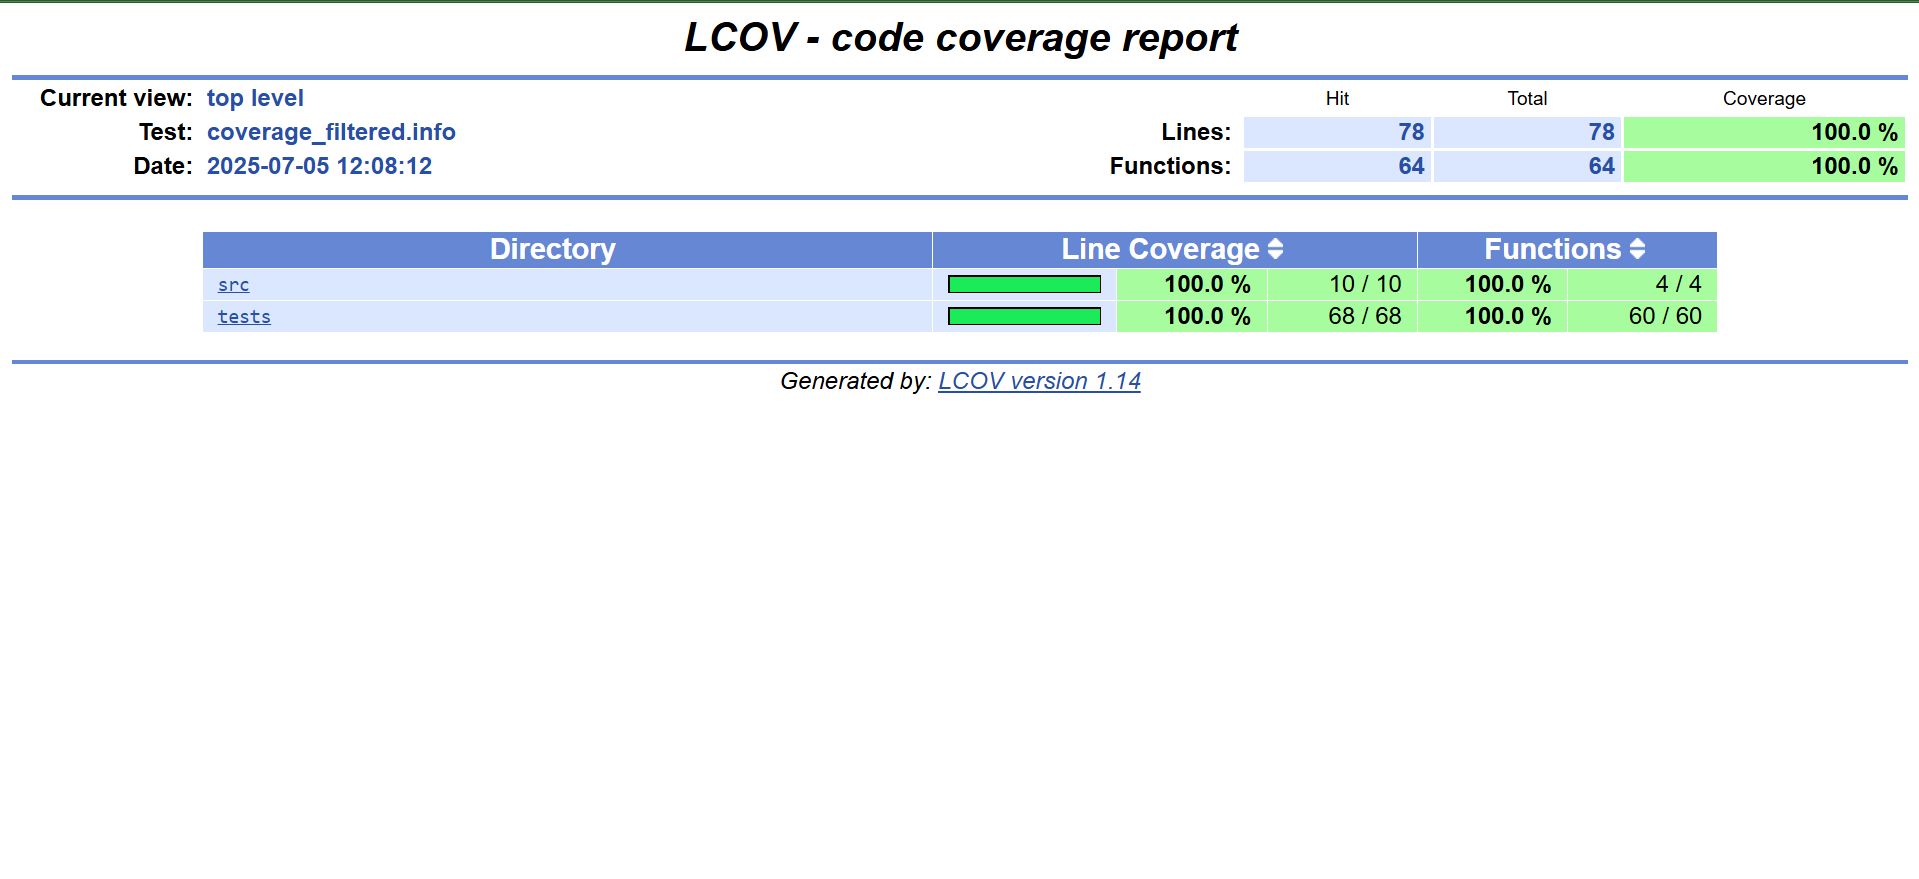 LCOV - code coverage report
Current view: top level Hit Total Coverage
Test: coverage_filtered.info Lines: 78 78 100.0 %
Date: 2025-07-05 12:08:12 Functions: 64 64 100.0 %
Directory Line Coverage Functions
src 100.0 % 10 / 10 100.0 % 4 / 4
tests 100.0 % 68 / 68 100.0 % 60 / 60
Generated by: LCOV version 1.14